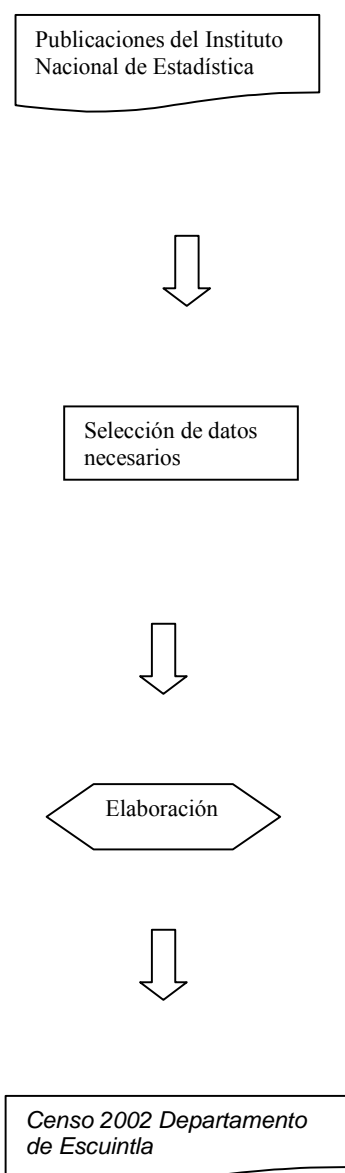 Publicaciones del Instituto
Nacional de Estadística
Selección de datos
necesarios
Elaboración
Censo 2002 Departamento
de Escuintla